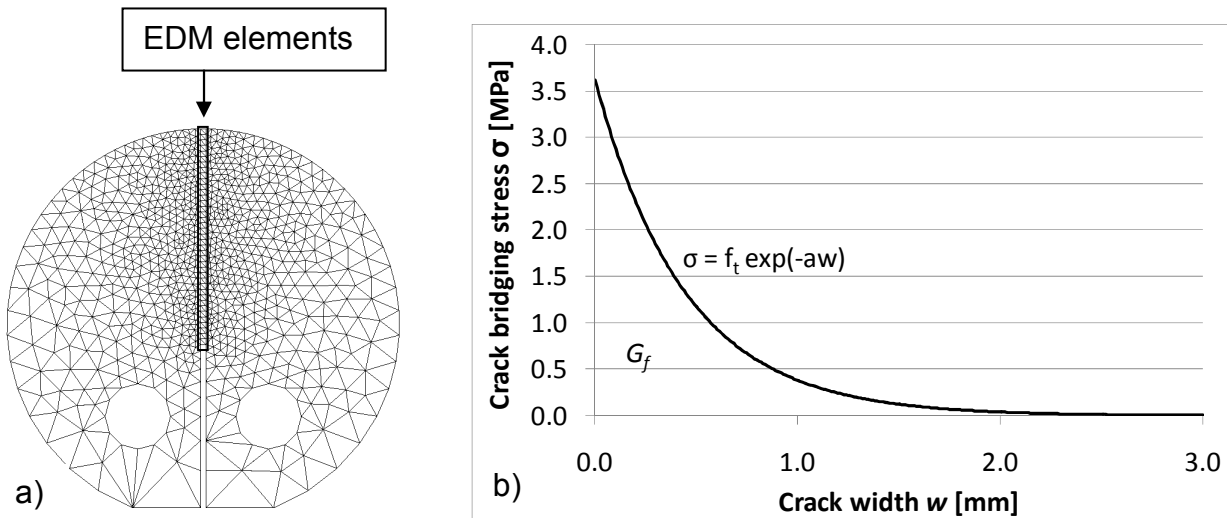 EDM elements
a)
b)
Crack bridging stress σ [MPa]
4.0
3.5
3.0
2.5
2.0
1.5
1.0
0.5
0.0
σ = f_t exp(-aw)
G_f
0.0 1.0 2.0 3.0
Crack width w [mm]